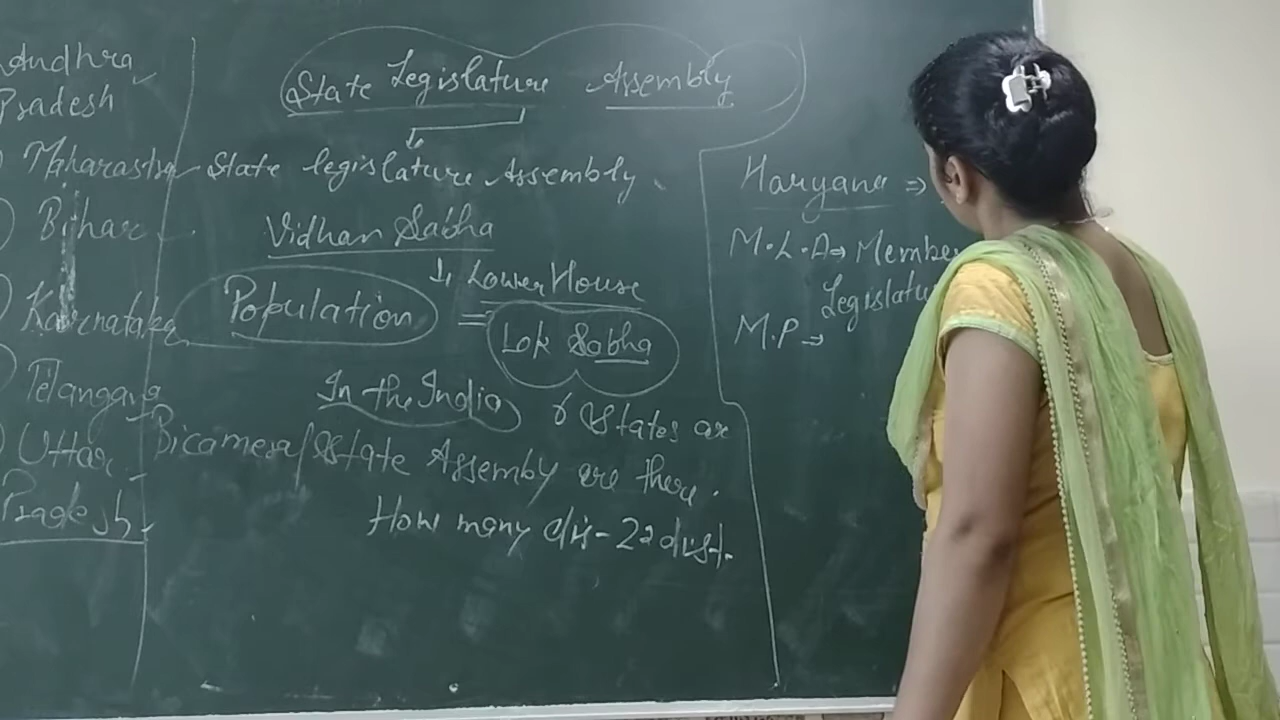 Andhra
Pradesh
Maharastra
Bihar
Karnataka
Telangana
Uttar
Pradesh
State Legislature Assembly
State legislature Assembly
Vidhan Sabha
Lower House
Population = Lok Sabha
In the India 6 States are
Bicameral State Assemby are there.
How many dis - 22 dist.
Haryana ⇒
M.L.A → Member
Legislatu
M.P →